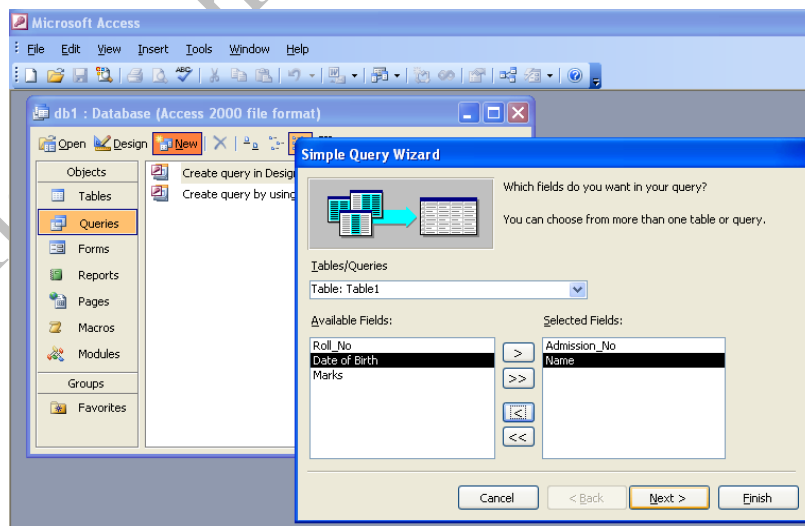 Microsoft Access
File Edit View Insert Tools Window Help
db1 : Database (Access 2000 file format)
Open Design New
Objects
Tables
Queries
Forms
Reports
Pages
Macros
Modules
Groups
Favorites
Create query in Desig
Create query by using
Simple Query Wizard
Which fields do you want in your query?
You can choose from more than one table or query.
Tables/Queries
Table: Table1
Available Fields:
Roll_No
Date of Birth
Marks
>
>>
<
<<
Selected Fields:
Admission_No
Name
Cancel < Back Next > Finish